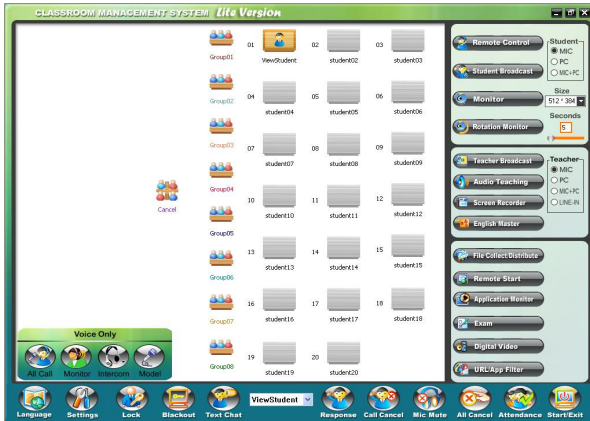 CLASSROOM MANAGEMENT SYSTEM Lite Version
Group01
01
ViewStudent
02
student02
03
student03
Group02
04
student04
05
student05
06
student06
Group03
07
student07
08
student08
09
student09
Group04
10
student10
11
student11
12
student12
Cancel
Group05
13
student13
14
student14
15
student15
Group06
16
student16
17
student17
18
student18
Group07
19
student19
20
student20
Group08
Remote Control
Student Broadcast
Monitor
Rotation Monitor
Student
MIC
PC
MIC+PC
Size
512 * 384
Seconds
5
Teacher Broadcast
Audio Teaching
Screen Recorder
English Master
Teacher
MIC
PC
MIC+PC
LINE-IN
File Collect/Distribute
Remote Start
Application Monitor
Exam
Digital Video
URL/App Filter
Voice Only
All Call
Monitor
Intercom
Model
Language
Settings
Lock
Blackout
Text Chat
ViewStudent
Response
Call Cancel
Mic Mute
All Cancel
Attendance
Start/Exit